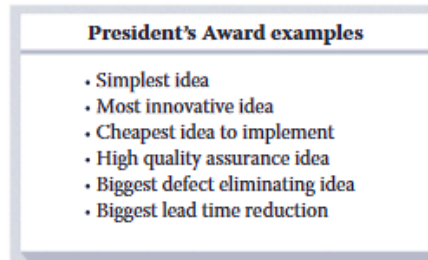 President's Award examples
• Simplest idea
• Most innovative idea
• Cheapest idea to implement
• High quality assurance idea
• Biggest defect eliminating idea
• Biggest lead time reduction